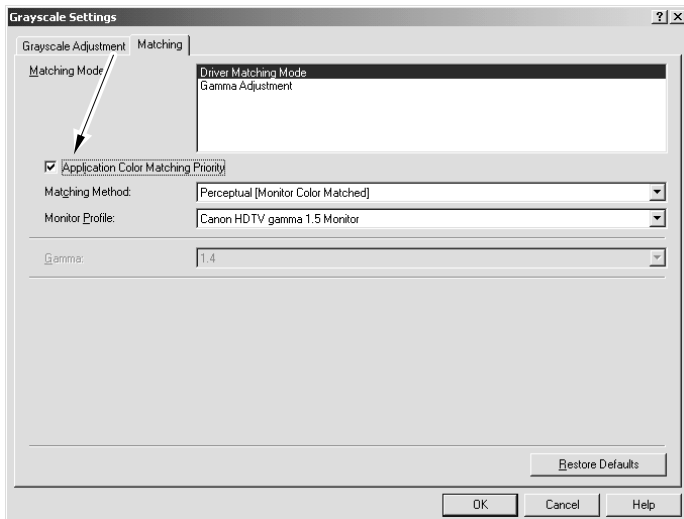 Grayscale Settings
? X
Grayscale Adjustment Matching
Matching Mode
Driver Matching Mode
Gamma Adjustment
Application Color Matching Priority
Matching Method: Perceptual [Monitor Color Matched]
Monitor Profile: Canon HDTV gamma 1.5 Monitor
Gamma: 1.4
Restore Defaults
OK Cancel Help